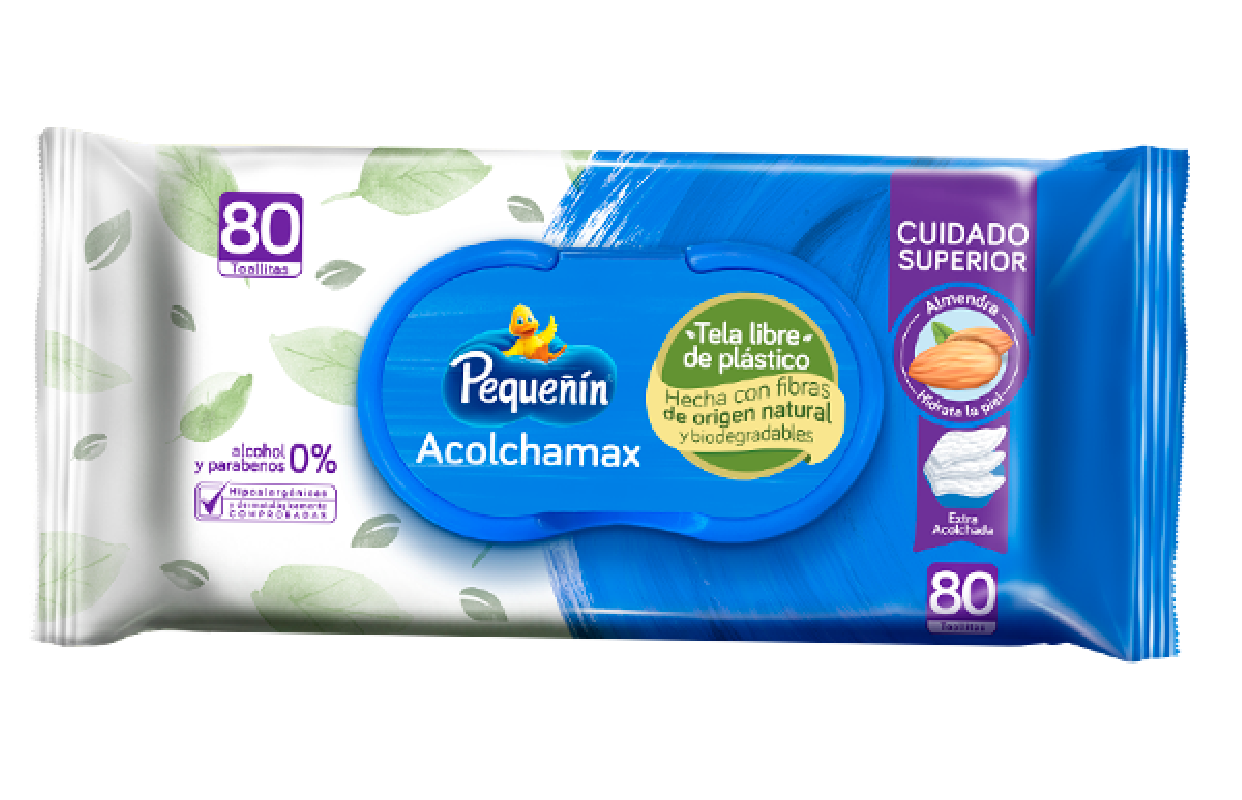 80
Toallitas
alcohol
y parabenos 0%
Hipoalergénicas
y dermatológicamente
COMPROBADAS
Pequeñín
Acolchamax
Tela libre
de plástico
Hecha con fibras
de origen natural
y biodegradables
CUIDADO
SUPERIOR
Almendra
Hidrata la piel
Extra
Acolchada
80
Toallitas